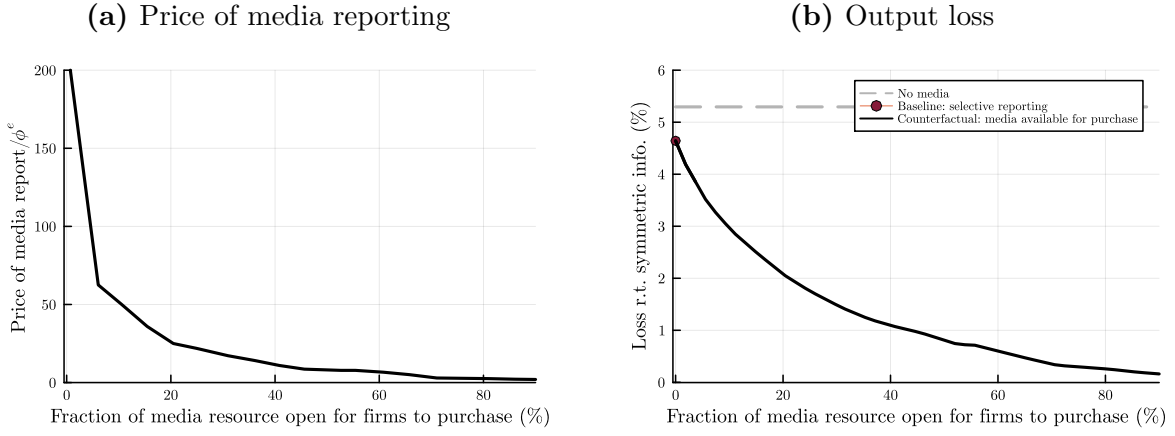 (a) Price of media reporting
Price of media report/ϕᵉ
200
150
100
50
0
0 20 40 60 80
Fraction of media resource open for firms to purchase (%)
(b) Output loss
Loss r.t. symmetric info. (%)
6
5
4
3
2
1
0
No media
Baseline: selective reporting
Counterfactual: media available for purchase
0 20 40 60 80
Fraction of media resource open for firms to purchase (%)